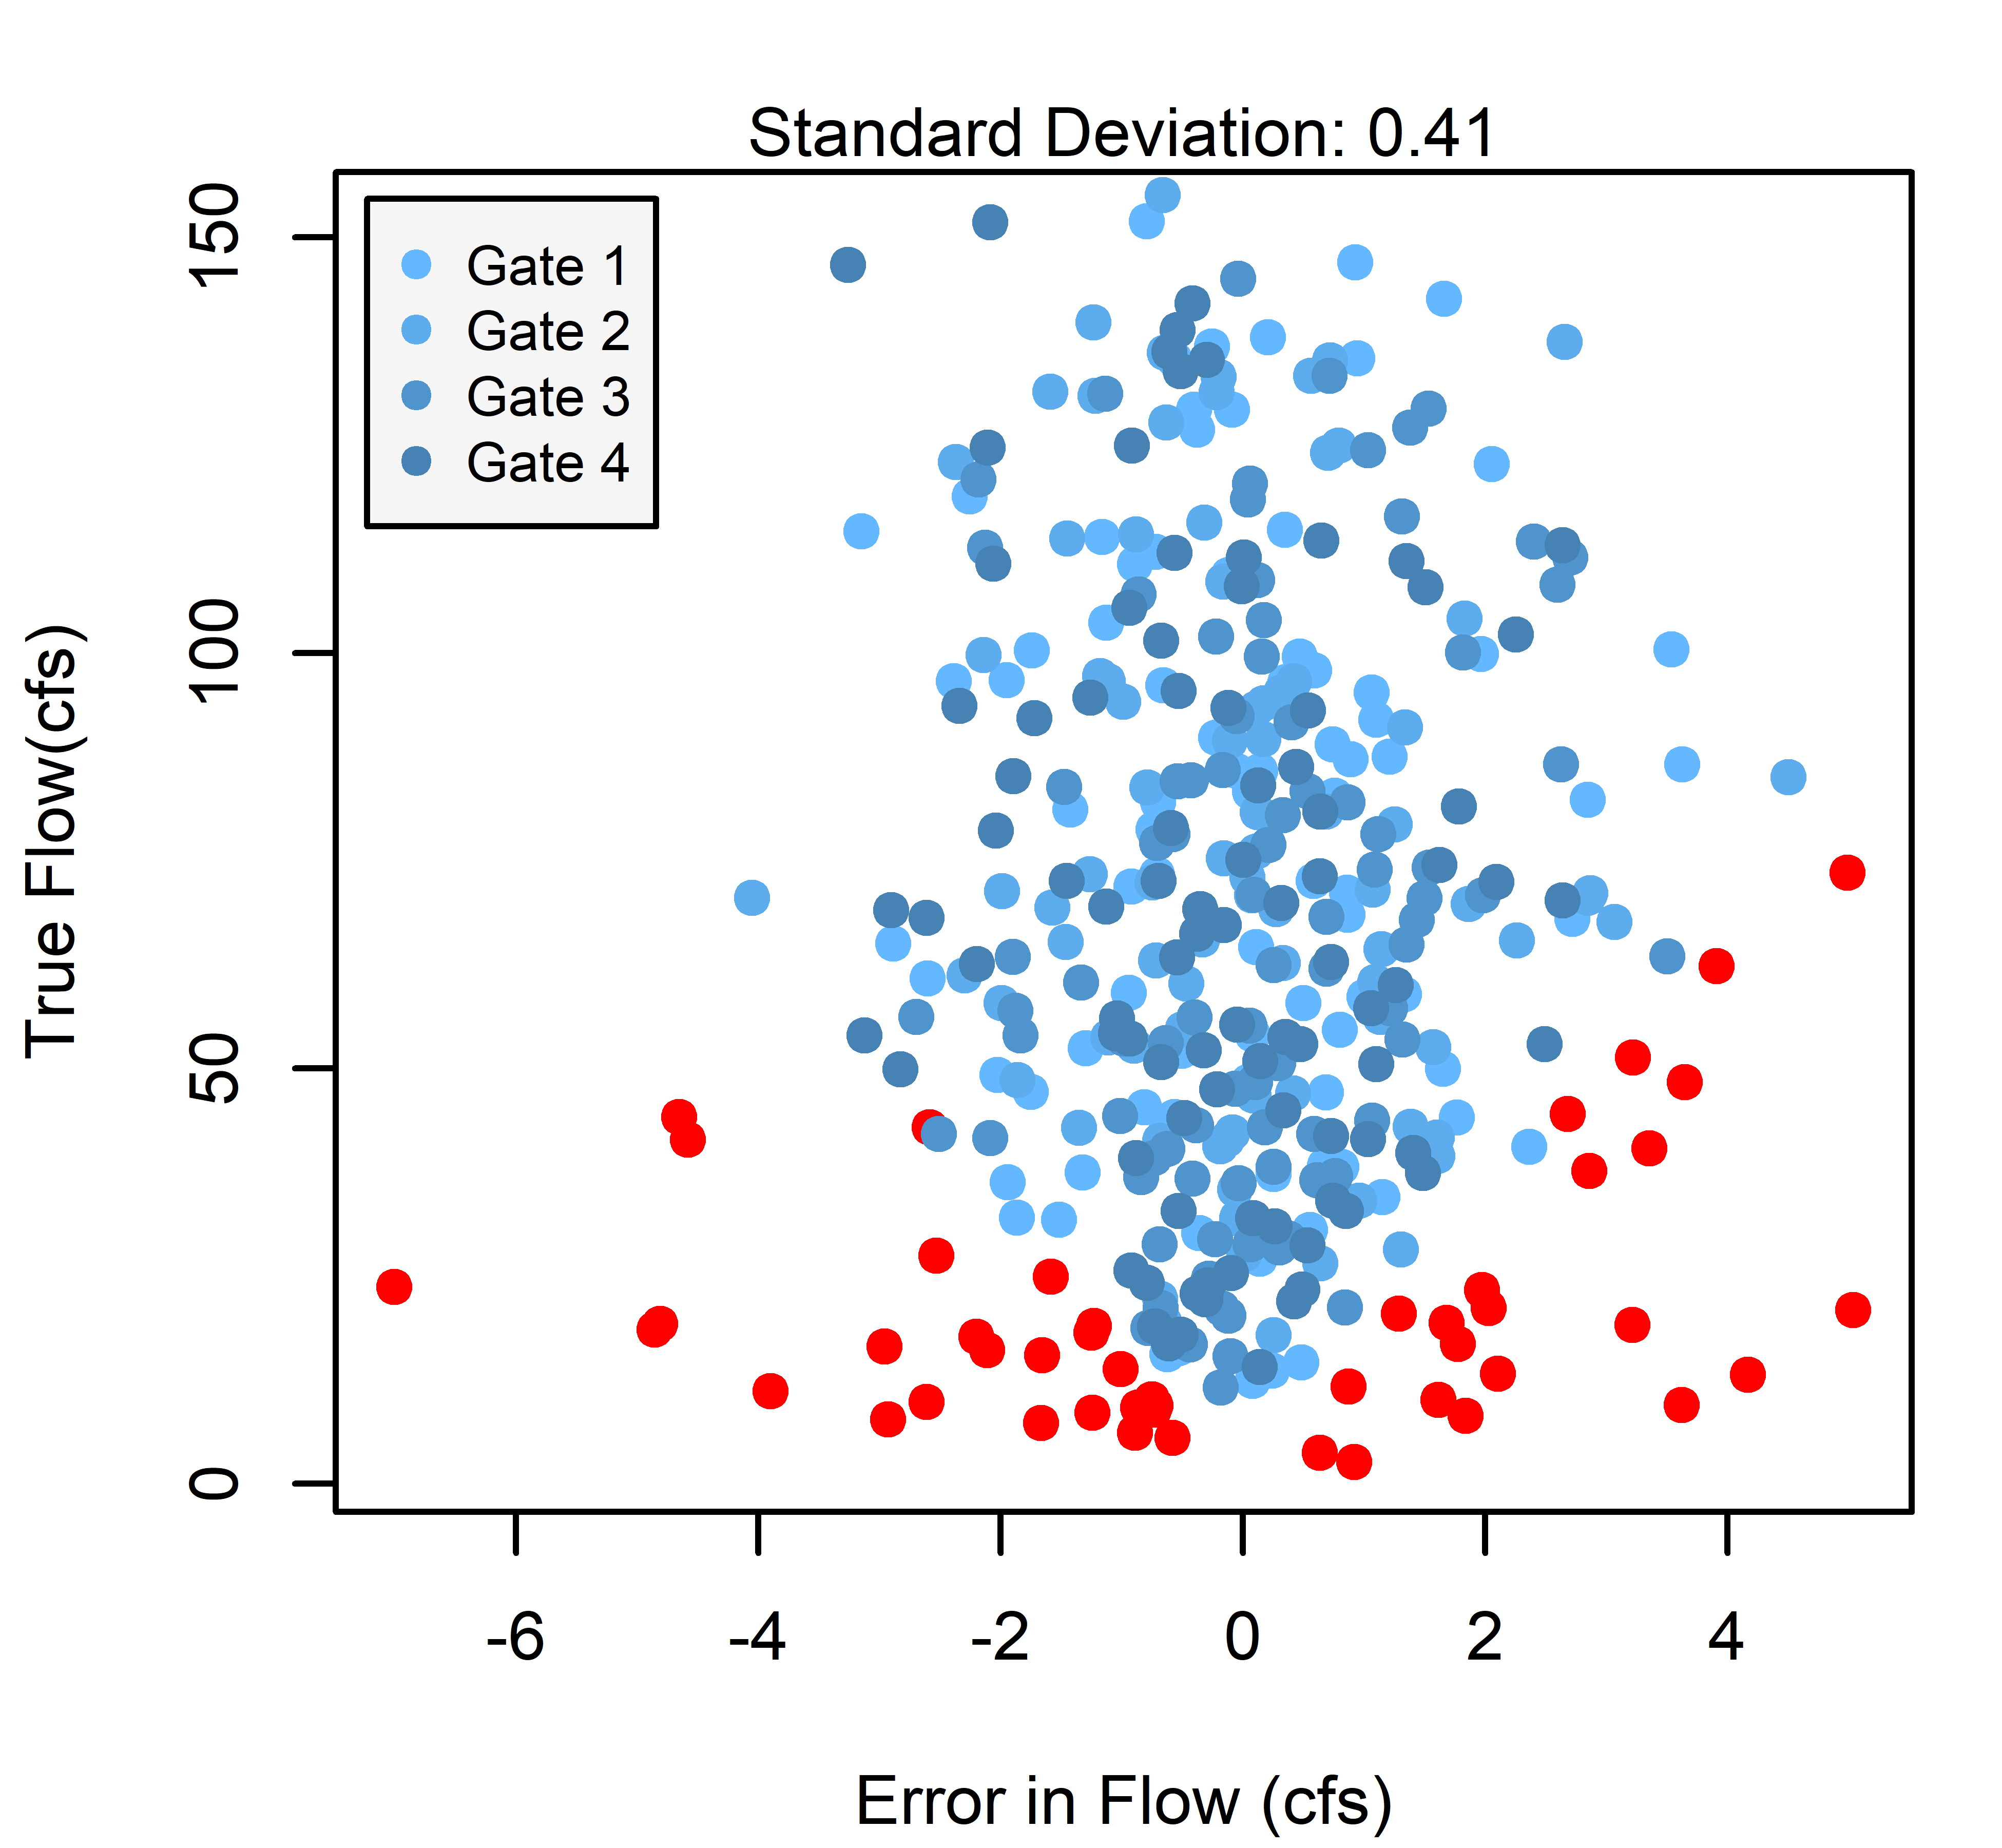 Standard Deviation: 0.41
Gate 1
Gate 2
Gate 3
Gate 4
True Flow(cfs)
150
100
50
0
-6 -4 -2 0 2 4
Error in Flow (cfs)